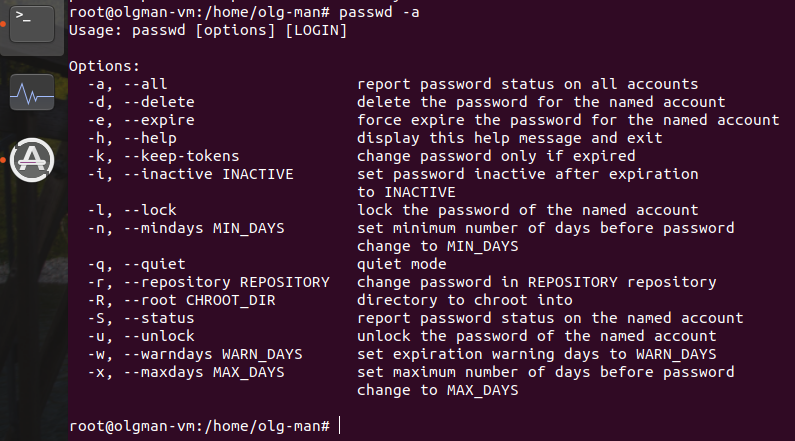 root@olgman-vm:/home/olg-man# passwd -a
Usage: passwd [options] [LOGIN]
Options:
-a, --all report password status on all accounts
-d, --delete delete the password for the named account
-e, --expire force expire the password for the named account
-h, --help display this help message and exit
-k, --keep-tokens change password only if expired
-i, --inactive INACTIVE set password inactive after expiration
to INACTIVE
-l, --lock lock the password of the named account
-n, --mindays MIN_DAYS set minimum number of days before password
change to MIN_DAYS
-q, --quiet quiet mode
-r, --repository REPOSITORY change password in REPOSITORY repository
-R, --root CHROOT_DIR directory to chroot into
-S, --status report password status on the named account
-u, --unlock unlock the password of the named account
-w, --warndays WARN_DAYS set expiration warning days to WARN_DAYS
-x, --maxdays MAX_DAYS set maximum number of days before password
change to MAX_DAYS
root@olgman-vm:/home/olg-man#